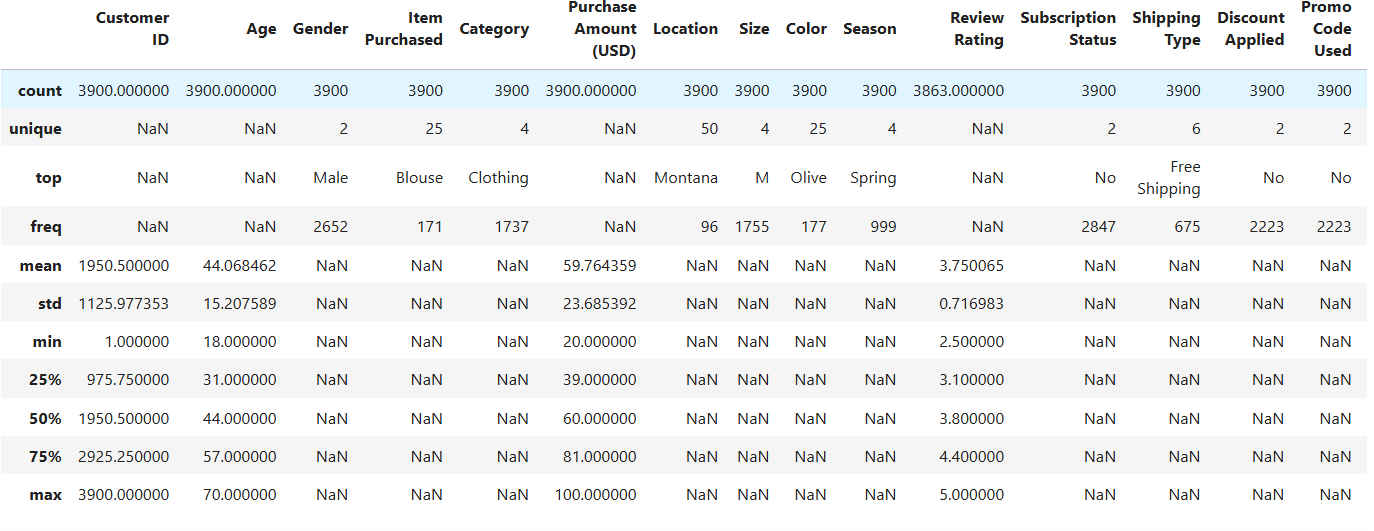 Customer ID Age Gender Item Purchased Category Purchase Amount (USD) Location Size Color Season Review Rating Subscription Status Shipping Type Discount Applied Promo Code Used
count 3900.000000 3900.000000 3900 3900 3900 3900.000000 3900 3900 3900 3900 3863.000000 3900 3900 3900 3900
unique NaN NaN 2 25 4 NaN 50 4 25 4 NaN 2 6 2 2
top NaN NaN Male Blouse Clothing NaN Montana M Olive Spring NaN No Free Shipping No No
freq NaN NaN 2652 171 1737 NaN 96 1755 177 999 NaN 2847 675 2223 2223
mean 1950.500000 44.068462 NaN NaN NaN 59.764359 NaN NaN NaN NaN 3.750065 NaN NaN NaN NaN
std 1125.977353 15.207589 NaN NaN NaN 23.685392 NaN NaN NaN NaN 0.716983 NaN NaN NaN NaN
min 1.000000 18.000000 NaN NaN NaN 20.000000 NaN NaN NaN NaN 2.500000 NaN NaN NaN NaN
25% 975.750000 31.000000 NaN NaN NaN 39.000000 NaN NaN NaN NaN 3.100000 NaN NaN NaN NaN
50% 1950.500000 44.000000 NaN NaN NaN 60.000000 NaN NaN NaN NaN 3.800000 NaN NaN NaN NaN
75% 2925.250000 57.000000 NaN NaN NaN 81.000000 NaN NaN NaN NaN 4.400000 NaN NaN NaN NaN
max 3900.000000 70.000000 NaN NaN NaN 100.000000 NaN NaN NaN NaN 5.000000 NaN NaN NaN NaN